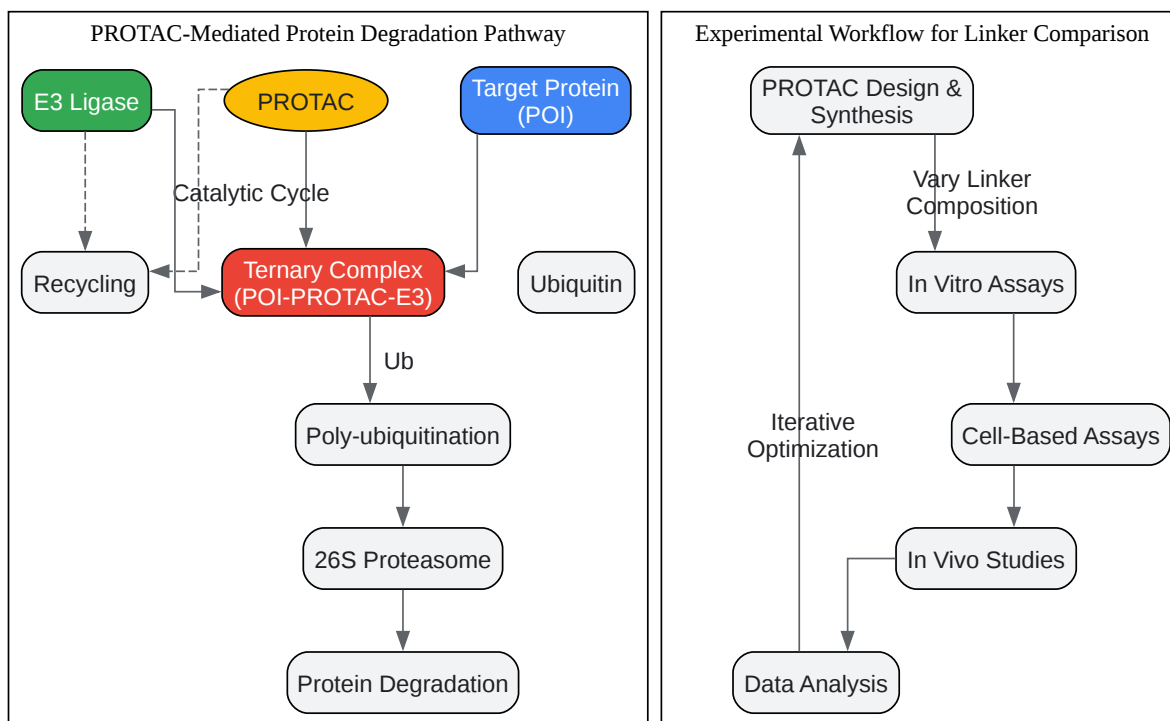 PROTAC-Mediated Protein Degradation Pathway
E3 Ligase
PROTAC
Target Protein
(POI)
Catalytic Cycle
Recycling
Ternary Complex
(POI-PROTAC-E3)
Ubiquitin
Ub
Poly-ubiquitination
26S Proteasome
Protein Degradation
Experimental Workflow for Linker Comparison
PROTAC Design &
Synthesis
Vary Linker
Composition
In Vitro Assays
Cell-Based Assays
Iterative
Optimization
In Vivo Studies
Data Analysis